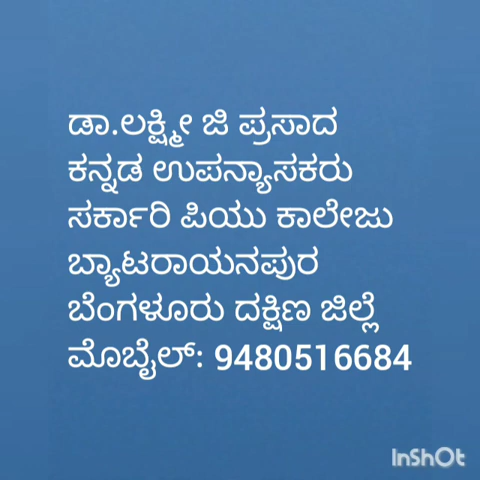 ಡಾ.ಲಕ್ಷ್ಮೀ ಜಿ ಪ್ರಸಾದ
ಕನ್ನಡ ಉಪನ್ಯಾಸಕರು
ಸರ್ಕಾರಿ ಪಿಯು ಕಾಲೇಜು
ಬ್ಯಾಟರಾಯನಪುರ
ಬೆಂಗಳೂರು ದಕ್ಷಿಣ ಜಿಲ್ಲೆ
ಮೊಬೈಲ್: 9480516684
InShOt